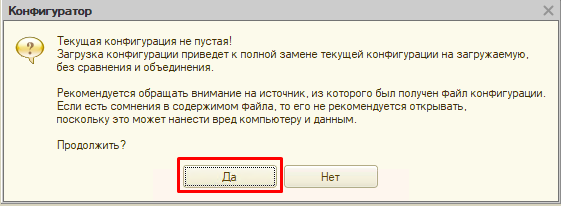 Конфигуратор
Текущая конфигурация не пустая!
Загрузка конфигурации приведет к полной замене текущей конфигурации на загружаемую,
без сравнения и объединения.
Рекомендуется обращать внимание на источник, из которого был получен файл конфигурации.
Если есть сомнения в содержимом файла, то его не рекомендуется открывать,
поскольку это может нанести вред компьютеру и данным.
Продолжить?
Да
Нет